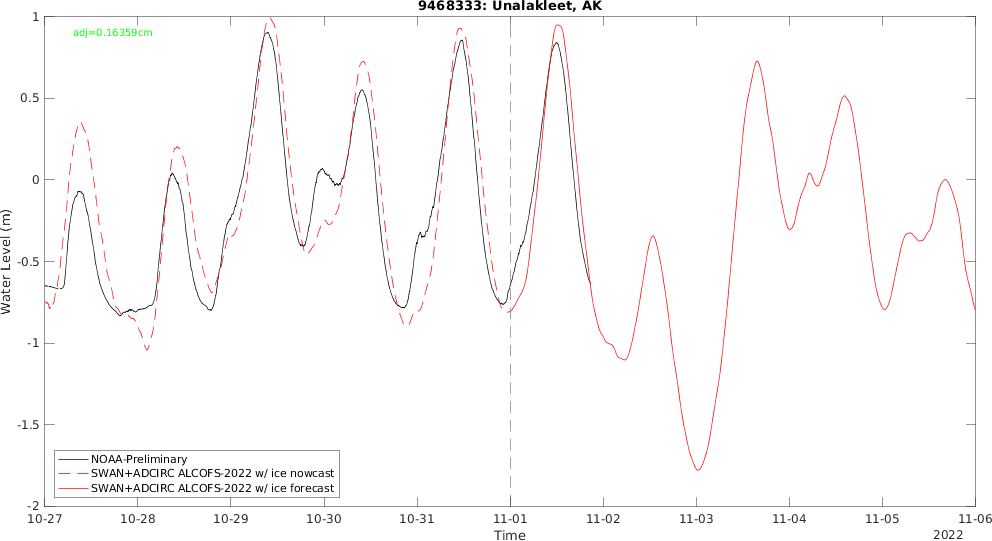 9468333: Unalakleet, AK
adj=0.16359cm
1
0.5
0
-0.5
-1
-1.5
-2
Water Level (m)
NOAA-Preliminary
SWAN+ADCIRC ALCOFS-2022 w/ ice nowcast
SWAN+ADCIRC ALCOFS-2022 w/ ice forecast
10-27 10-28 10-29 10-30 10-31 11-01 11-02 11-03 11-04 11-05 11-06
Time
2022